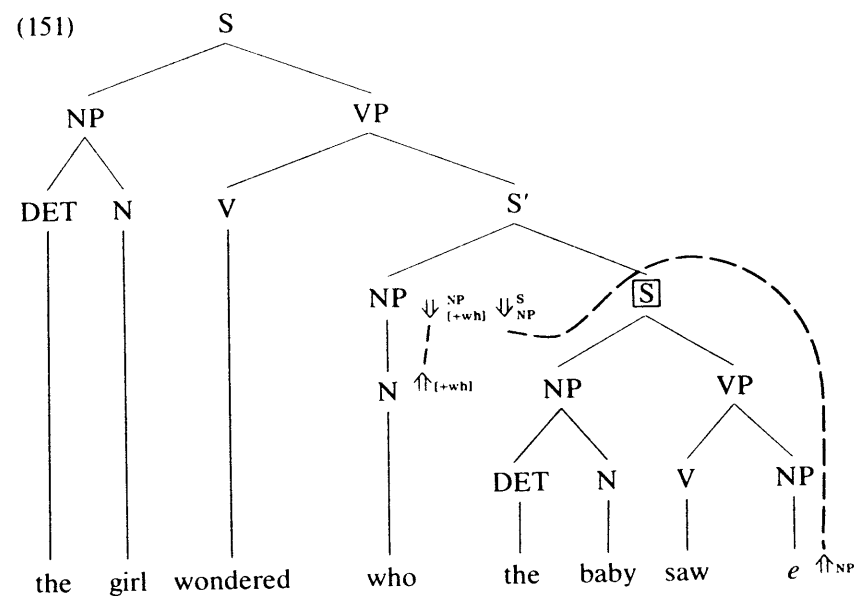 (151) S
NP VP
DET N V S′
NP ⇓ NP [+wh] ⇓ S NP S
N ⇑ [+wh] NP VP
DET N V NP
the girl wondered who the baby saw e ⇑ NP